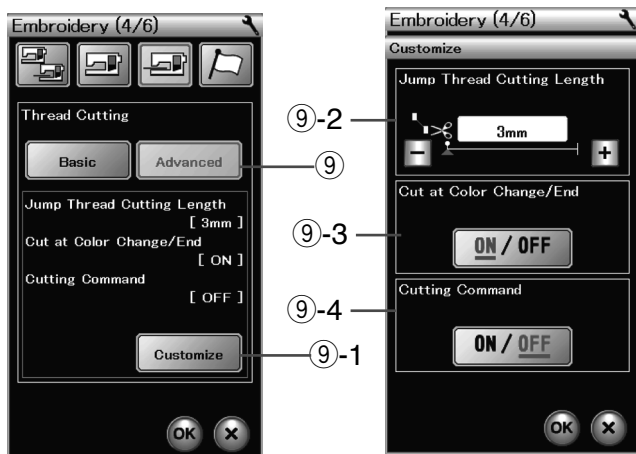 Embroidery (4/6)
Thread Cutting
Basic
Advanced
Jump Thread Cutting Length
[ 3mm ]
Cut at Color Change/End
[ ON ]
Cutting Command
[ OFF ]
Customize
OK
×
⑨-2
⑨
⑨-3
⑨-4
⑨-1
Embroidery (4/6)
Customize
Jump Thread Cutting Length
3mm
− +
Cut at Color Change/End
ON / OFF
Cutting Command
ON / OFF
OK
×